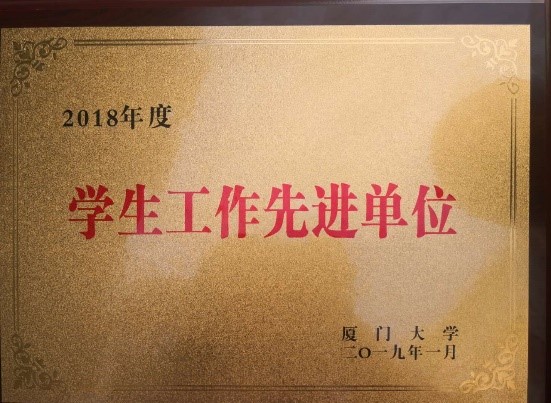 2018年度
学生工作先进单位
厦门大学
二〇一九年一月